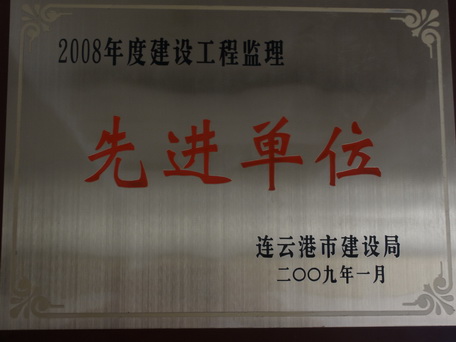 2008年度建设工程监理
先进单位
连云港市建设局
二〇〇九年一月